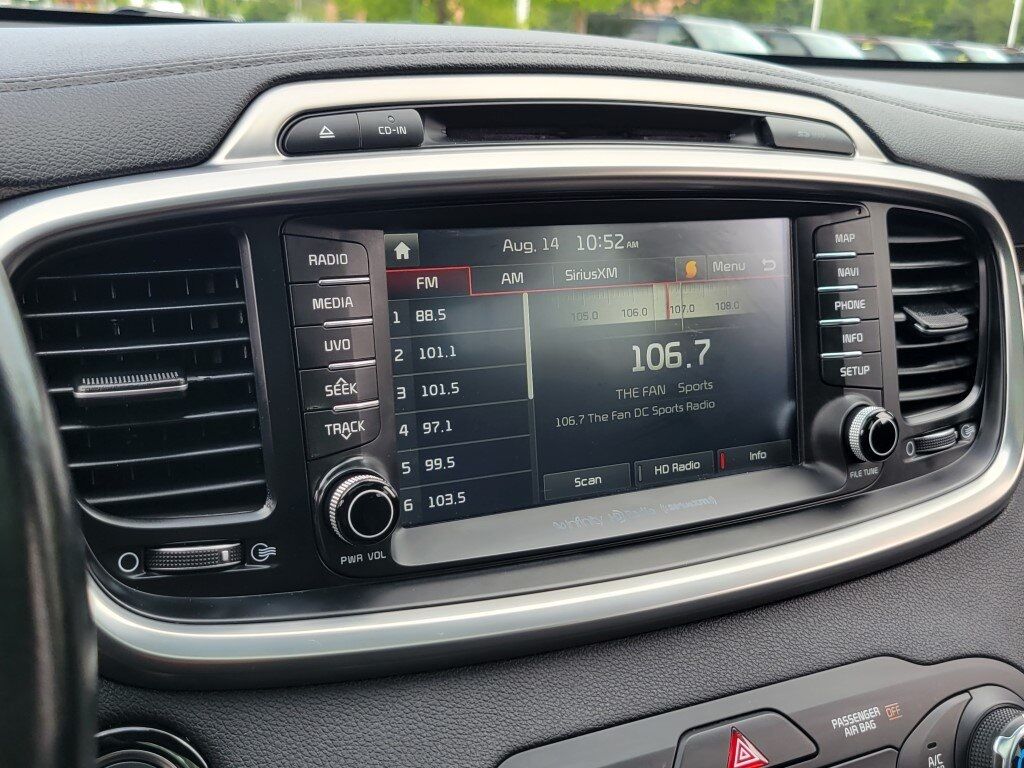 CD-IN
RADIO
MEDIA
UVO
SEEK
TRACK
PWR VOL
Aug. 14 10:52 AM
FM AM SiriusXM Menu
1 88.5
2 101.1
3 101.5
4 97.1
5 99.5
6 103.5
105.0 106.0 107.0 108.0
106.7
THE FAN Sports
106.7 The Fan DC Sports Radio
Scan HD Radio Info
MAP
NAVI
PHONE
INFO
SETUP
FILE TUNE
PASSENGER OFF
AIR BAG
A/C